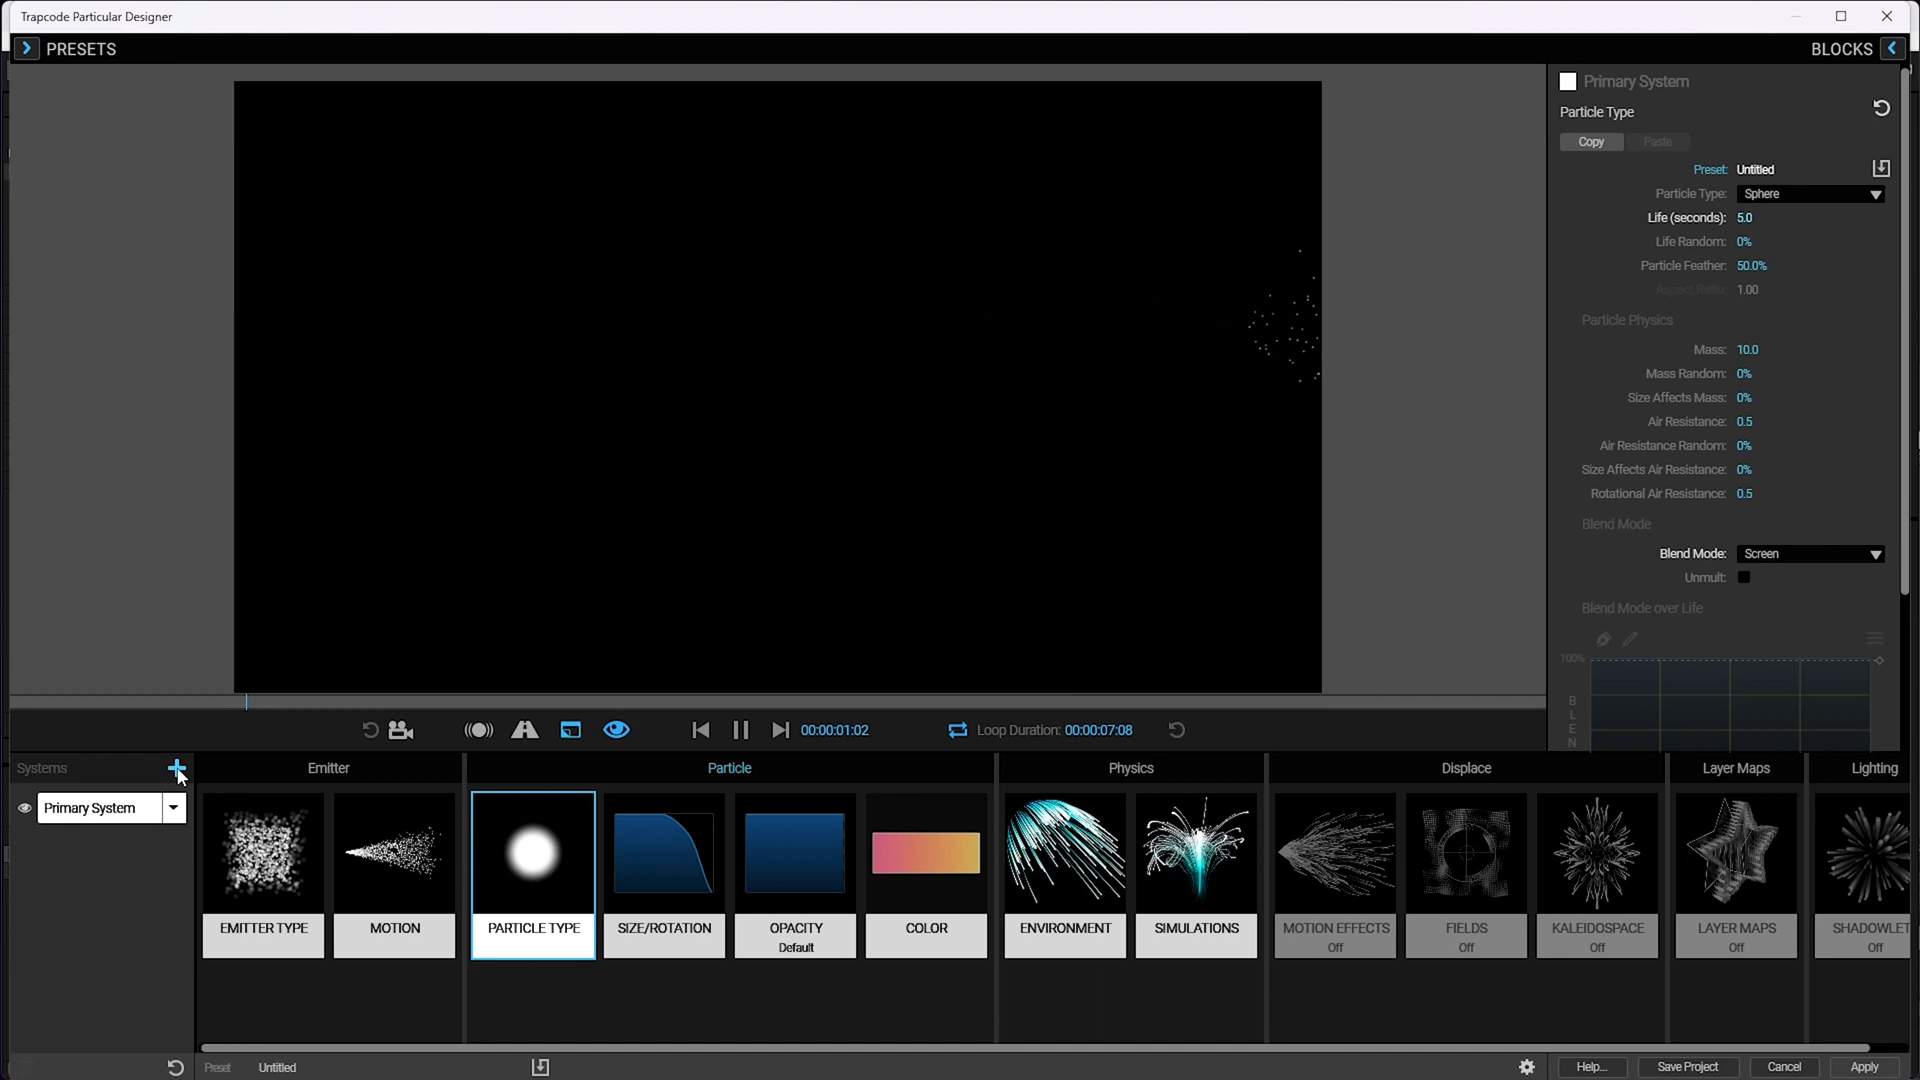 Trapcode Particular Designer
PRESETS
BLOCKS
Primary System
Particle Type
Copy
Paste
Preset: Untitled
Particle Type: Sphere
Life (seconds): 5.0
Life Random: 0%
Particle Feather: 50.0%
Aspect Ratio: 1.00
Particle Physics
Mass: 10.0
Mass Random: 0%
Size Affects Mass: 0%
Air Resistance: 0.5
Air Resistance Random: 0%
Size Affects Air Resistance: 0%
Rotational Air Resistance: 0.5
Blend Mode
Blend Mode: Screen
Unmult:
Blend Mode over Life
100%
B
L
E
N
00:00:01:02
Loop Duration: 00:00:07:08
Systems
Emitter
Particle
Physics
Displace
Layer Maps
Lighting
Primary System
EMITTER TYPE
MOTION
PARTICLE TYPE
SIZE/ROTATION
OPACITY
Default
COLOR
ENVIRONMENT
SIMULATIONS
MOTION EFFECTS
Off
FIELDS
Off
KALEIDOSPACE
Off
LAYER MAPS
Off
SHADOWLET
Off
Preset
Untitled
Help...
Save Project
Cancel
Apply